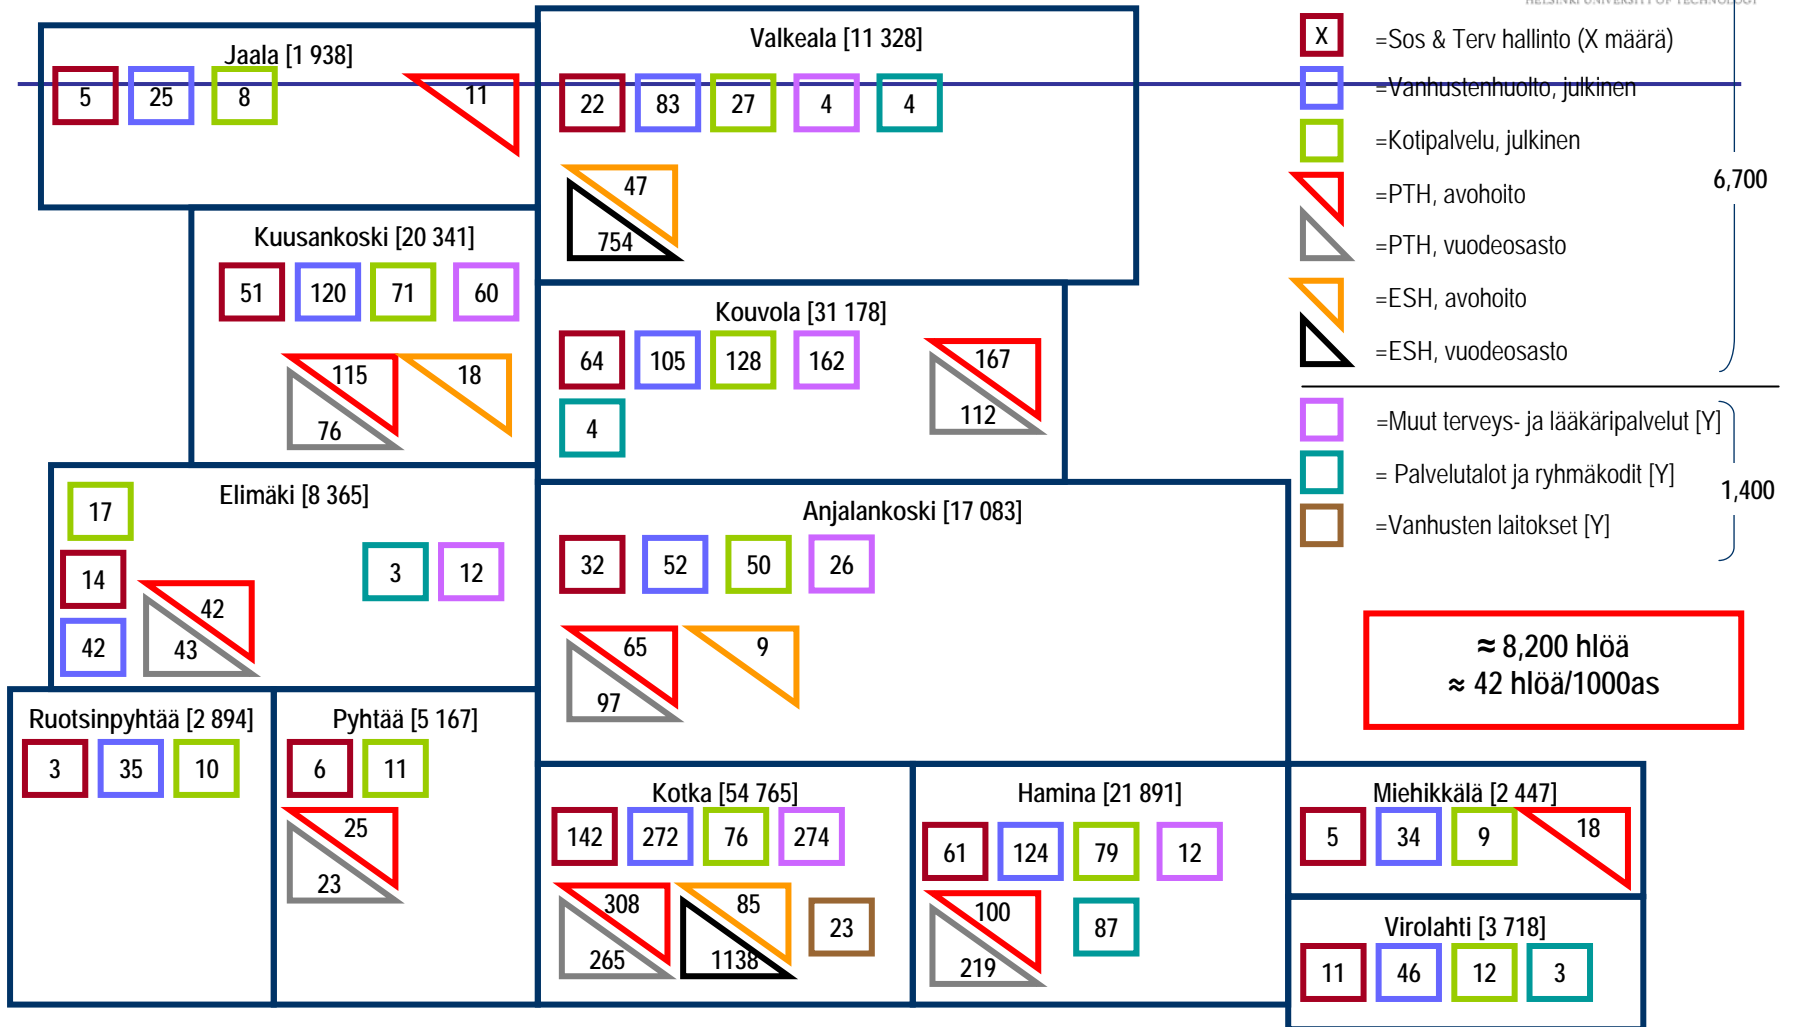 HELSINKI UNIVERSITY OF TECHNOLOGY
Jaala [1 938]
5 25 8 11
Valkeala [11 328]
22 83 27 4 4
47
754
Kuusankoski [20 341]
51 120 71 60
115 18
76
Kouvola [31 178]
64 105 128 162 167
4 112
Elimäki [8 365]
17
14 3 12
42
42 43
Anjalankoski [17 083]
32 52 50 26
65 9
97
Ruotsinpyhtää [2 894]
3 35 10
Pyhtää [5 167]
6 11
25
23
Kotka [54 765]
142 272 76 274
308 85 23
265 1138
Hamina [21 891]
61 124 79 12
100 87
219
Miehikkälä [2 447]
5 34 9 18
Virolahti [3 718]
11 46 12 3
X =Sos & Terv hallinto (X määrä)
=Vanhustenhuolto, julkinen
=Kotipalvelu, julkinen
=PTH, avohoito
=PTH, vuodeosasto
=ESH, avohoito
=ESH, vuodeosasto
6,700
=Muut terveys- ja lääkäripalvelut [Y]
= Palvelutalot ja ryhmäkodit [Y]
=Vanhusten laitokset [Y]
1,400
≈ 8,200 hlöä
≈ 42 hlöä/1000as